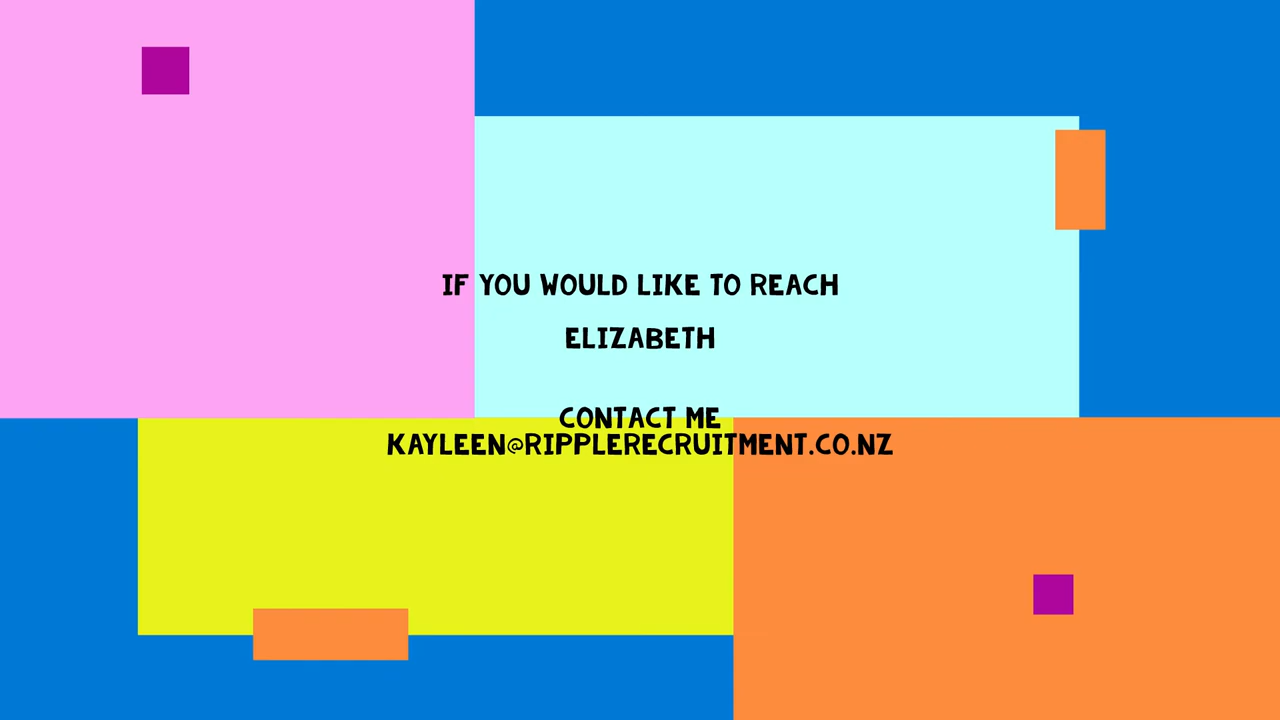 IF YOU WOULD LIKE TO REACH
ELIZABETH
CONTACT ME
KAYLEEN@RIPPLERECRUITMENT.CO.NZ